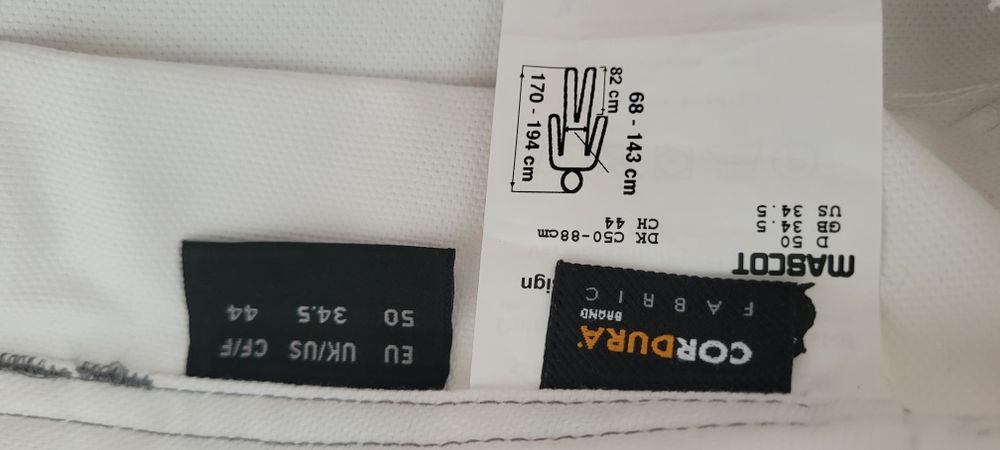 MASCOT
D 50
GB 34.5
US 34.5
DK C50-88cm
CH 44
68 - 143 cm
82 cm
170 - 194 cm
CORDURA
BRAND
FABRIC
EU UK/US CF/F
50 34.5 44